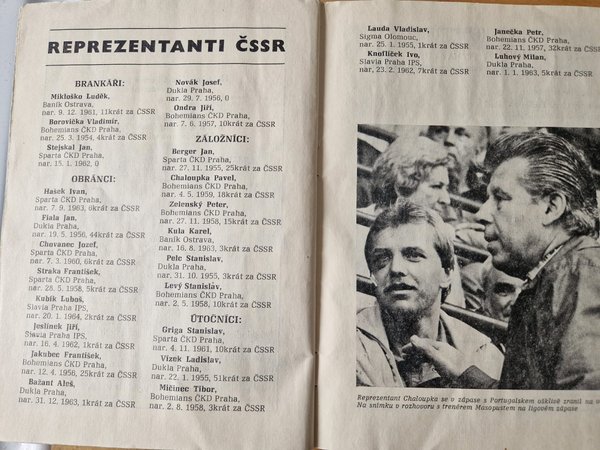 REPREZENTANTI ČSSR
BRANKÁŘI:
Mikloško Luděk,
Baník Ostrava,
nar. 9. 12. 1961, 11krát za ČSSR
Borovička Vladimír,
Bohemians ČKD Praha,
nar. 25. 3. 1954, 4krát za ČSSR
Stejskal Jan,
Sparta ČKD Praha,
nar. 15. 1. 1962, 0
OBRÁNCI:
Hašek Ivan,
Sparta ČKD Praha,
nar. 7. 9. 1963, 6krát za ČSSR
Fiala Jan,
Dukla Praha,
nar. 19. 5. 1956, 44krát za ČSSR
Chovanec Jozef,
Sparta ČKD Praha,
nar. 7. 3. 1960, 6krát za ČSSR
Straka František,
Sparta ČKD Praha,
nar. 28. 5. 1958, 5krát za ČSSR
Kubík Luboš,
Slavia Praha IPS,
nar. 20. 1. 1964, 2krát za ČSSR
Jeslínek Jiří,
Slavia Praha IPS,
nar. 16. 4. 1962, 1krát za ČSSR
Jakubec František,
Bohemians ČKD Praha,
nar. 12. 4. 1956, 25krát za ČSSR
Bažant Aleš,
Dukla Praha,
nar. 31. 12. 1963, 1krát za ČSSR
Novák Josef,
Dukla Praha,
nar. 29. 7. 1956, 0
Ondra Jiří,
Bohemians ČKD Praha,
nar. 7. 6. 1957, 10krát za ČSSR
ZÁLOŽNÍCI:
Berger Jan,
Sparta ČKD Praha,
nar. 27. 11. 1955, 25krát za ČSSR
Chaloupka Pavel,
Bohemians ČKD Praha,
nar. 4. 5. 1959, 18krát za ČSSR
Zelenský Peter,
Bohemians ČKD Praha,
nar. 27. 11. 1958, 15krát za ČSSR
Kula Karel,
Baník Ostrava,
nar. 16. 8. 1963, 3krát za ČSSR
Pelc Stanislav,
Dukla Praha,
nar. 31. 10. 1955, 3krát za ČSSR
Levý Stanislav,
Bohemians ČKD Praha,
nar. 2. 5. 1958, 10krát za ČSSR
ÚTOČNÍCI:
Griga Stanislav,
Sparta ČKD Praha,
nar. 4. 11. 1961, 10krát za ČSSR
Vízek Ladislav,
Dukla Praha,
nar. 22. 1. 1955, 51krát za ČSSR
Mičinec Tibor,
Bohemians ČKD Praha,
nar. 2. 8. 1958, 3krát za ČSSR
Lauda Vladislav,
Sigma Olomouc,
nar. 25. 1. 1955, 1krát za ČSSR
Knoflíček Ivo,
Slavia Praha IPS,
nar, 23. 2. 1962, 7krát za ČSSR
Janečka Petr,
Bohemians ČKD Praha,
nar. 22. 11. 1957, 32krát za ČSSR
Luhový Milan,
Dukla Praha,
nar. 1. 1. 1963, 5krát za ČSSR
Reprezentant Chaloupka se v zápase s Portugalskem ošklivě zranil na
Na snímku v rozhovoru s trenérem Masopustem na ligovém zápase